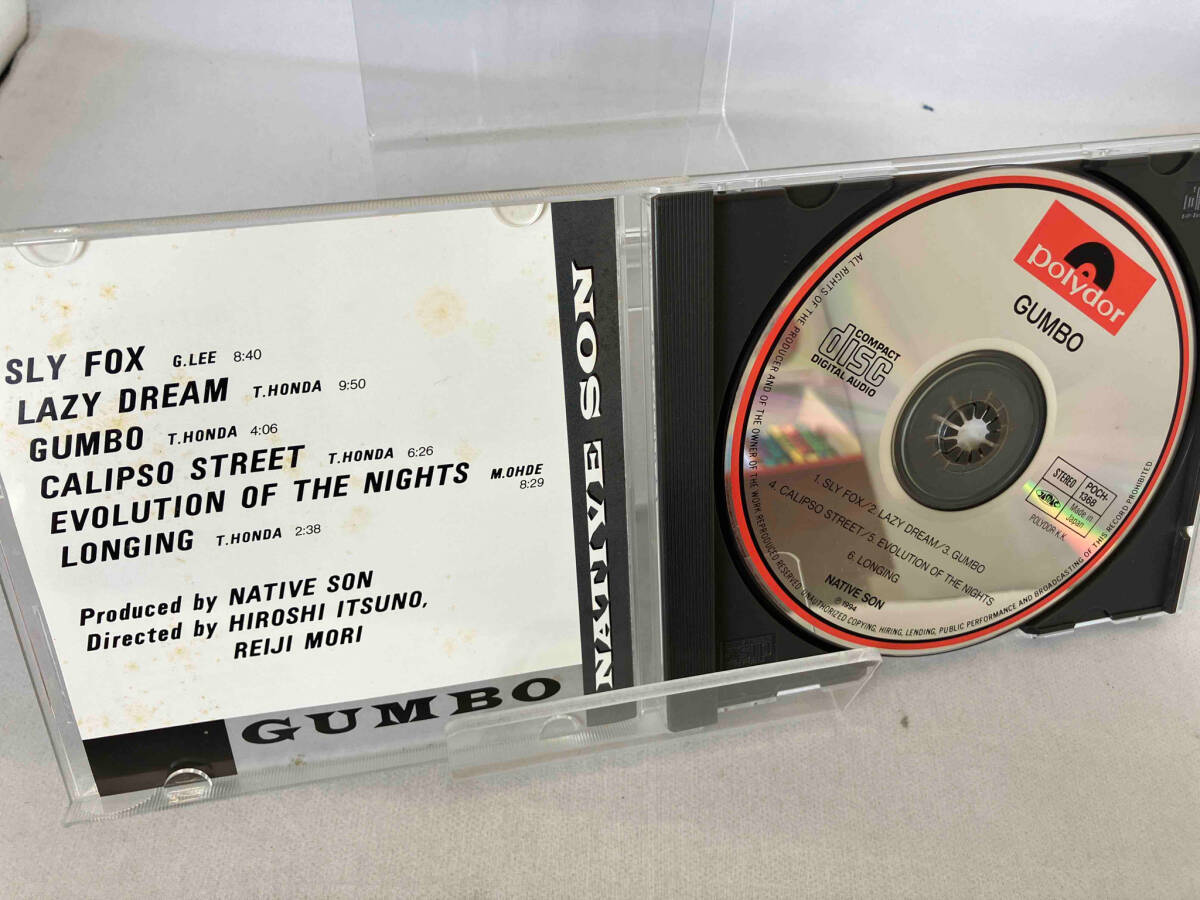 SLY FOX G.LEE 8:40
LAZY DREAM T.HONDA 9:50
GUMBO T.HONDA 4:06
CALIPSO STREET T.HONDA 6:26
EVOLUTION OF THE NIGHTS M.OHDE 8:29
LONGING T.HONDA 2:38
Produced by NATIVE SON
Directed by HIROSHI ITSUNO,
REIJI MORI
GUMBO
NATIVE SON
polydor
GUMBO
COMPACT
disc
DIGITAL AUDIO
STEREO
POCH-
1368
Made in
Japan
POLYDOR K.K.
1. SLY FOX/2. LAZY DREAM/3. GUMBO
4. CALIPSO STREET/5. EVOLUTION OF THE NIGHTS
6. LONGING
NATIVE SON
℗1994
ALL RIGHTS OF THE PRODUCER AND OF THE OWNER OF THE WORK REPRODUCED RESERVED. UNAUTHORIZED COPYING, HIRING, LENDING, PUBLIC PERFORMANCE AND BROADCASTING OF THIS RECORD PROHIBITED